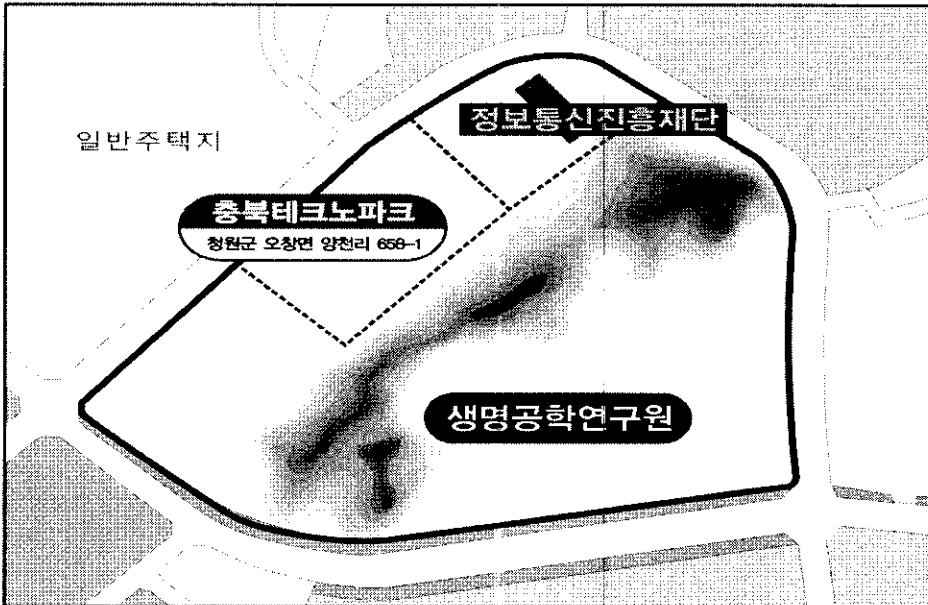 정보통신진흥재단
일반주택지
충북테크노파크
청원군 오창면 양천리 658-1
생명공학연구원